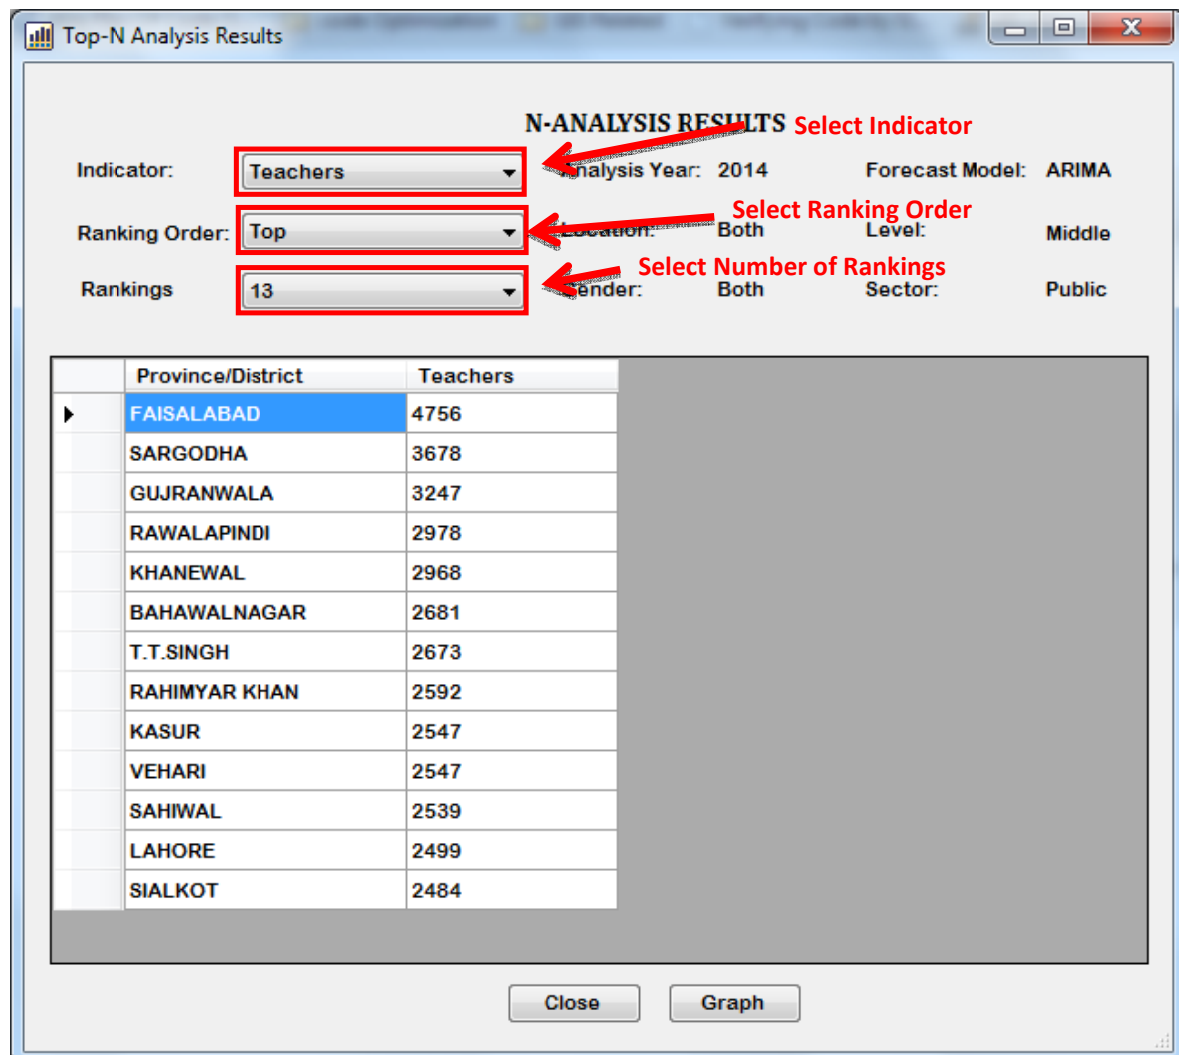 Top-N Analysis Results
N-ANALYSIS RESULTS Select Indicator
Indicator: Teachers Analysis Year: 2014 Forecast Model: ARIMA
Select Ranking Order
Ranking Order: Top Location: Both Level: Middle
Select Number of Rankings
Rankings 13 Gender: Both Sector: Public
Province/District Teachers
FAISALABAD 4756
SARGODHA 3678
GUJRANWALA 3247
RAWALAPINDI 2978
KHANEWAL 2968
BAHAWALNAGAR 2681
T.T.SINGH 2673
RAHIMYAR KHAN 2592
KASUR 2547
VEHARI 2547
SAHIWAL 2539
LAHORE 2499
SIALKOT 2484
Close Graph